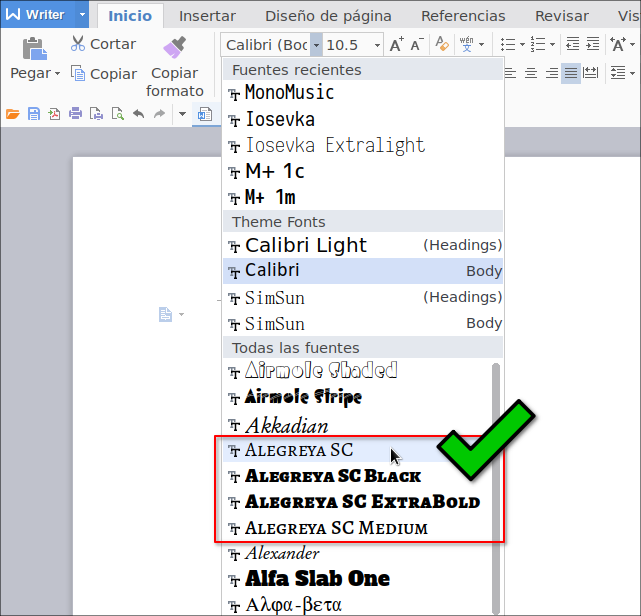 Writer Inicio Insertar Diseño de página Referencias Revisar Vis
Cortar Calibri (Boc 10.5 A+ A- wén
Pegar Copiar Copiar formato
Fuentes recientes
MonoMusic
Iosevka
Iosevka Extralight
M+ 1c
M+ 1m
Theme Fonts
Calibri Light (Headings)
Calibri Body
SimSun (Headings)
SimSun Body
Todas las fuentes
Airmole Shaded
Airmole Stripe
Akkadian
Alegreya SC
Alegreya SC Black
Alegreya SC ExtraBold
Alegreya SC Medium
Alexander
Alfa Slab One
Αλφα-βετα